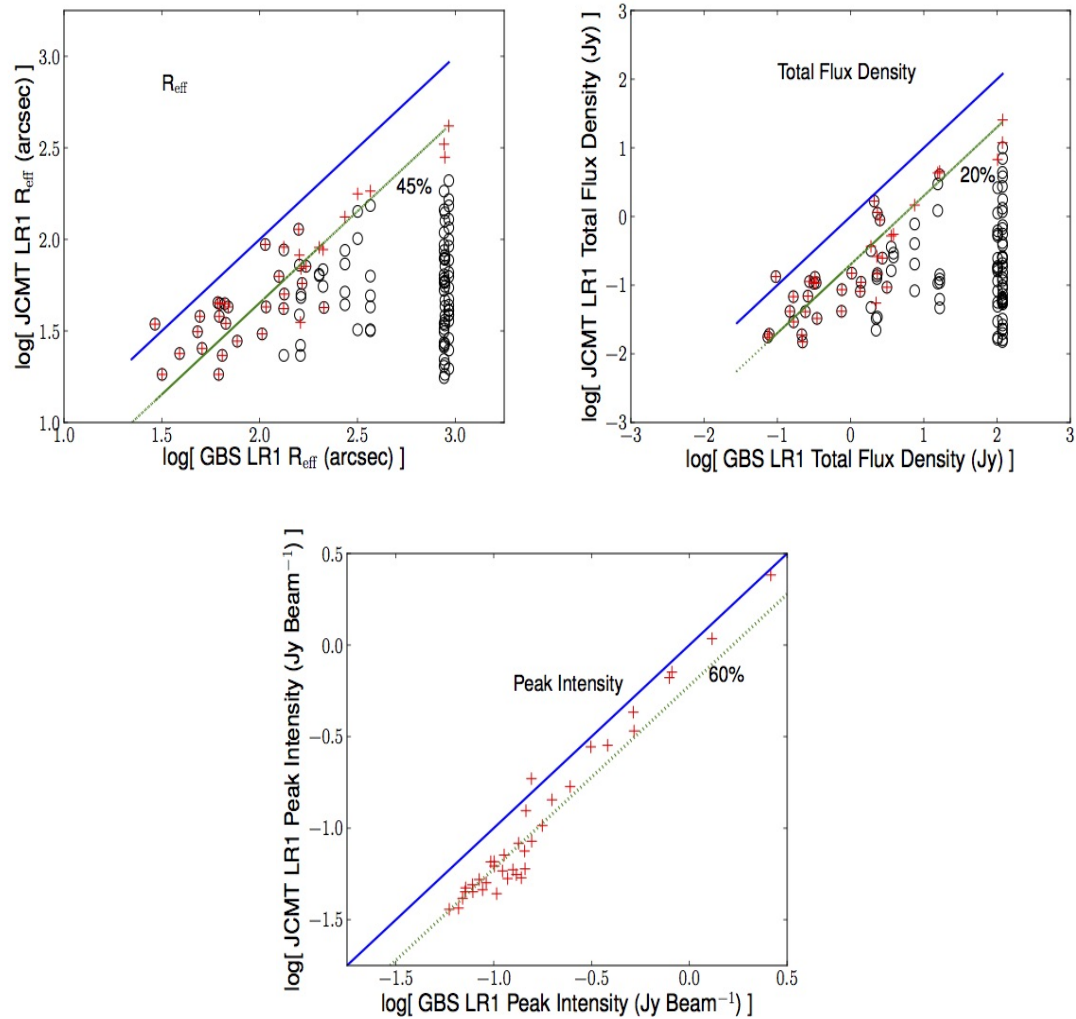 log[ JCMT LR1 R_eff (arcsec) ]
3.0
2.5
2.0
1.5
1.0
R_eff
45%
1.0 1.5 2.0 2.5 3.0
log[ GBS LR1 R_eff (arcsec) ]
log[ JCMT LR1 Total Flux Density (Jy) ]
3
2
1
0
−1
−2
−3
Total Flux Density
20%
−3 −2 −1 0 1 2 3
log[ GBS LR1 Total Flux Density (Jy) ]
log[ JCMT LR1 Peak Intensity (Jy Beam⁻¹) ]
0.5
0.0
−0.5
−1.0
−1.5
Peak Intensity
60%
−1.5 −1.0 −0.5 0.0 0.5
log[ GBS LR1 Peak Intensity (Jy Beam⁻¹) ]